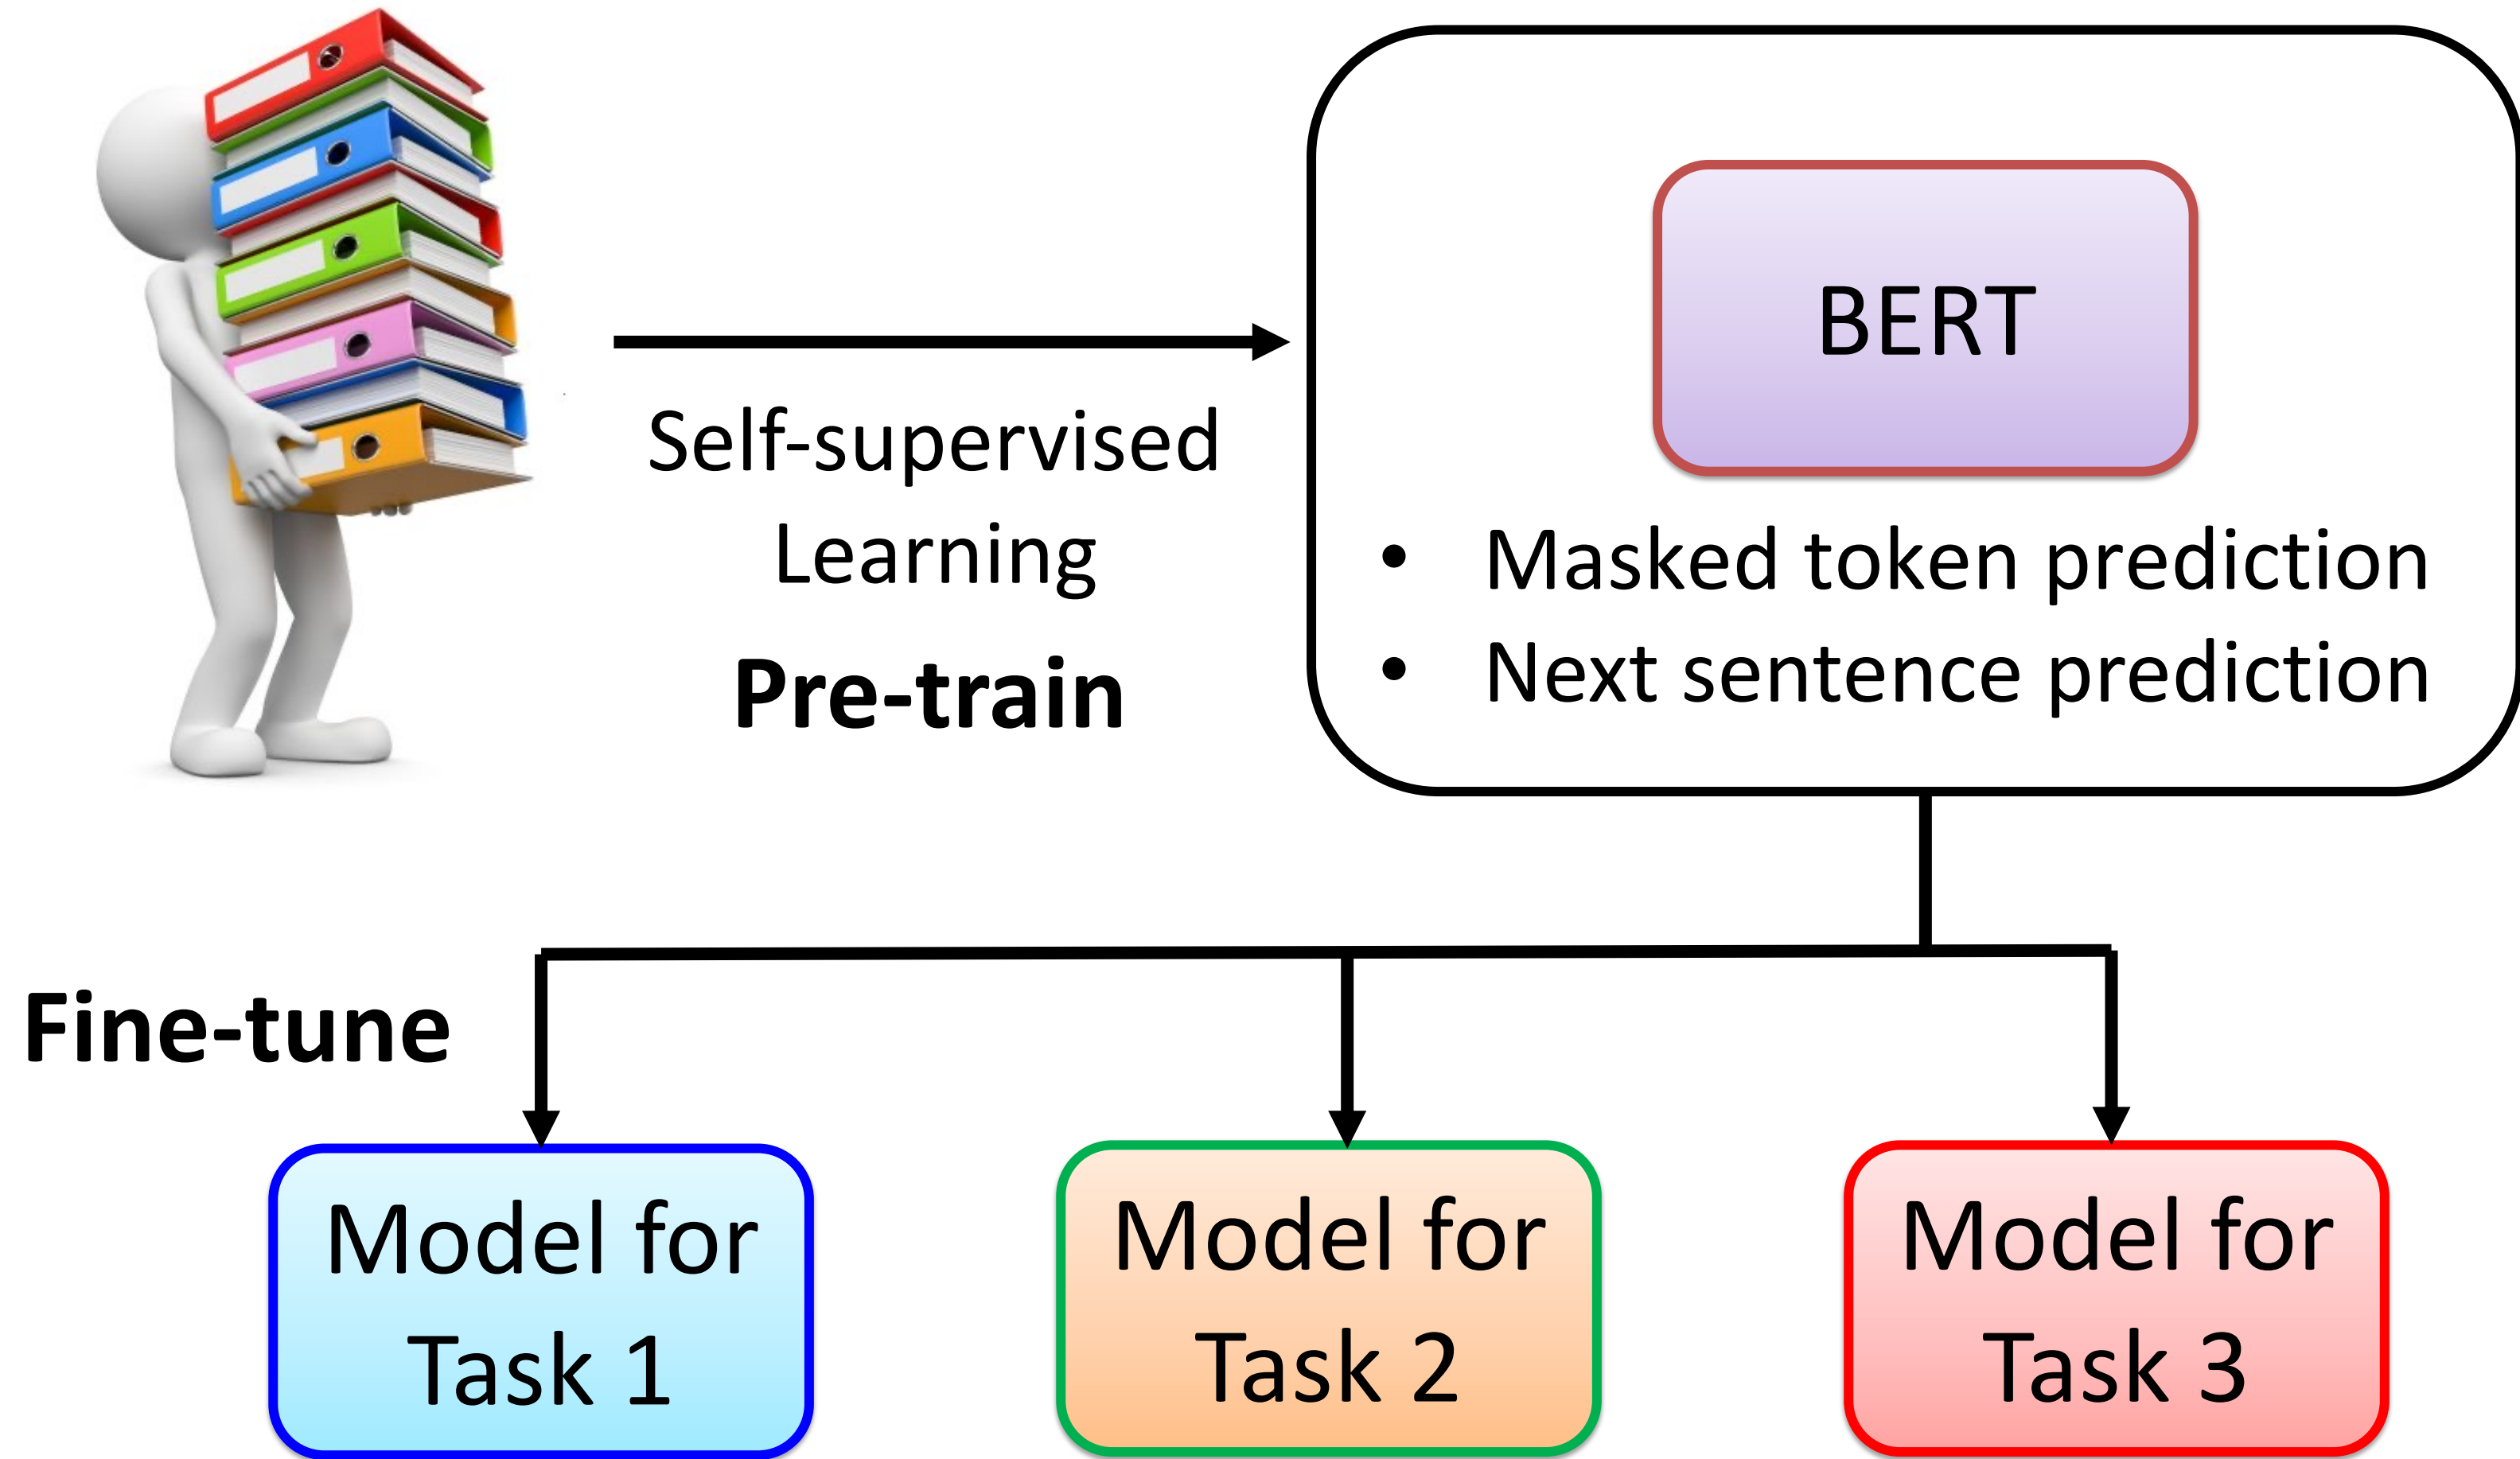 BERT
Self-supervised
Learning
Pre-train
• Masked token prediction
• Next sentence prediction
Fine-tune
Model for
Task 1
Model for
Task 2
Model for
Task 3